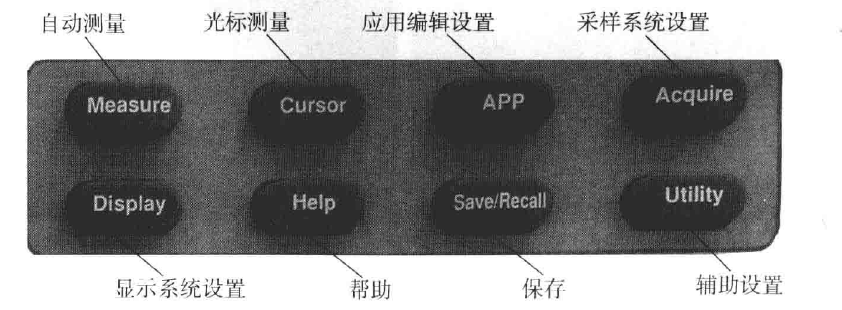 自动测量 光标测量 应用编辑设置 采样系统设置
Measure Cursor APP Acquire
Display Help Save/Recall Utility
显示系统设置 帮助 保存 辅助设置